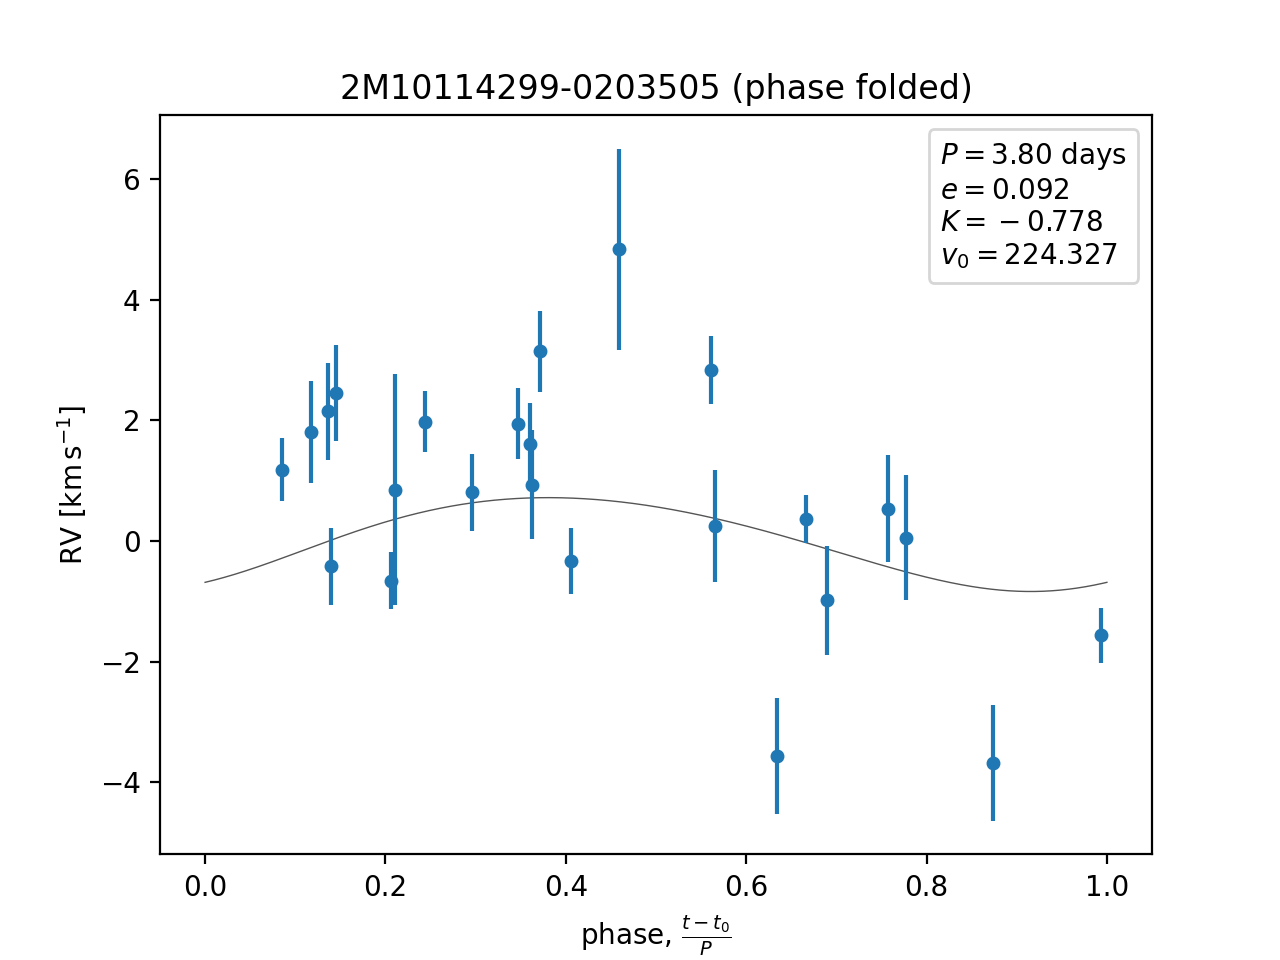 2M10114299-0203505 (phase folded)
P = 3.80 days
e = 0.092
K = −0.778
v₀ = 224.327
RV [km s⁻¹]
6
4
2
0
−2
−4
0.0 0.2 0.4 0.6 0.8 1.0
phase, (t − t₀)/P